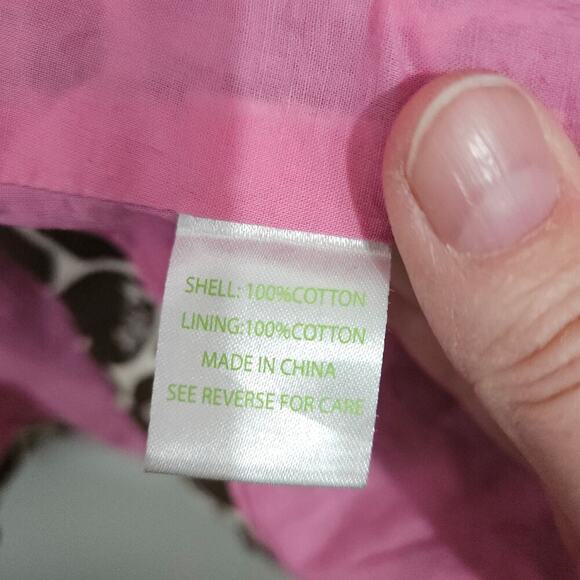 SHELL: 100%COTTON
LINING:100%COTTON
MADE IN CHINA
SEE REVERSE FOR CARE